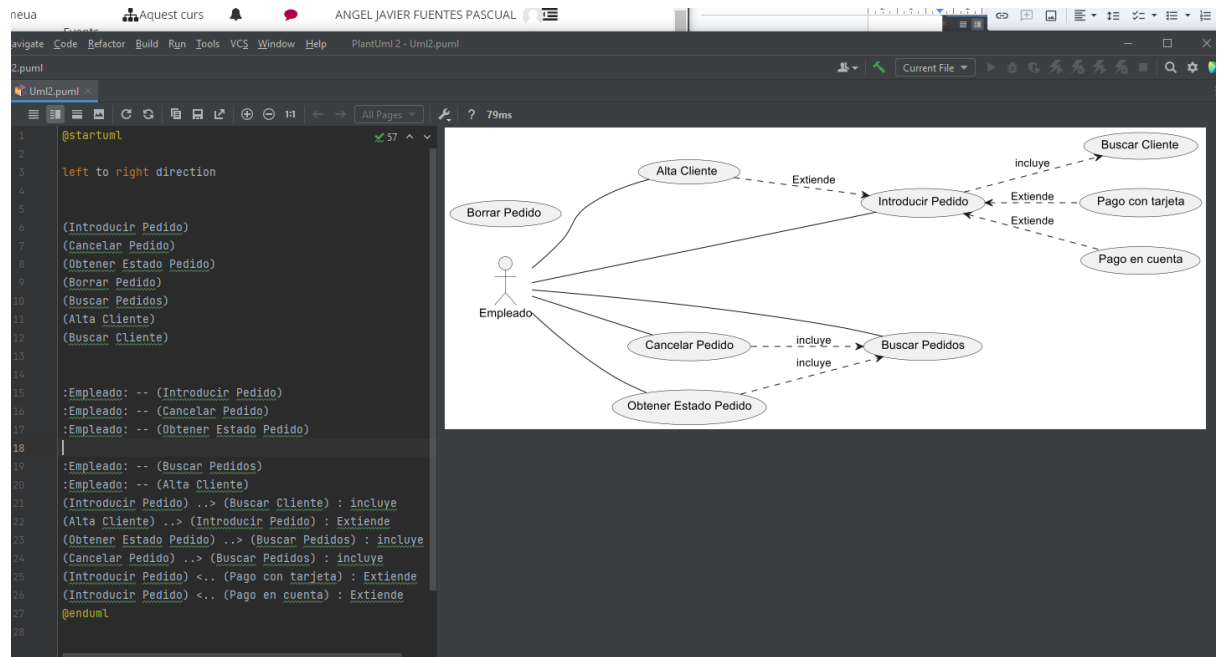 neua Aquest curs ANGEL JAVIER FUENTES PASCUAL
avigate Code Refactor Build Run Tools VCS Window Help PlantUml 2 - Uml2.puml
2.puml Current File
Uml2.puml
1:1 All Pages ? 79ms
1 @startuml 57
2
3 left to right direction
4
5
6 (Introducir Pedido)
7 (Cancelar Pedido)
8 (Obtener Estado Pedido)
9 (Borrar Pedido)
10 (Buscar Pedidos)
11 (Alta Cliente)
12 (Buscar Cliente)
13
14
15 :Empleado: -- (Introducir Pedido)
16 :Empleado: -- (Cancelar Pedido)
17 :Empleado: -- (Obtener Estado Pedido)
18
19 :Empleado: -- (Buscar Pedidos)
20 :Empleado: -- (Alta Cliente)
21 (Introducir Pedido) ..> (Buscar Cliente) : incluye
22 (Alta Cliente) ..> (Introducir Pedido) : Extiende
23 (Obtener Estado Pedido) ..> (Buscar Pedidos) : incluye
24 (Cancelar Pedido) ..> (Buscar Pedidos) : incluye
25 (Introducir Pedido) <.. (Pago con tarjeta) : Extiende
26 (Introducir Pedido) <.. (Pago en cuenta) : Extiende
27 @enduml
28
Buscar Cliente
incluye
Alta Cliente
Extiende
Introducir Pedido
Extiende
Pago con tarjeta
Borrar Pedido
Extiende
Pago en cuenta
Empleado
Cancelar Pedido
incluye
Buscar Pedidos
incluye
Obtener Estado Pedido